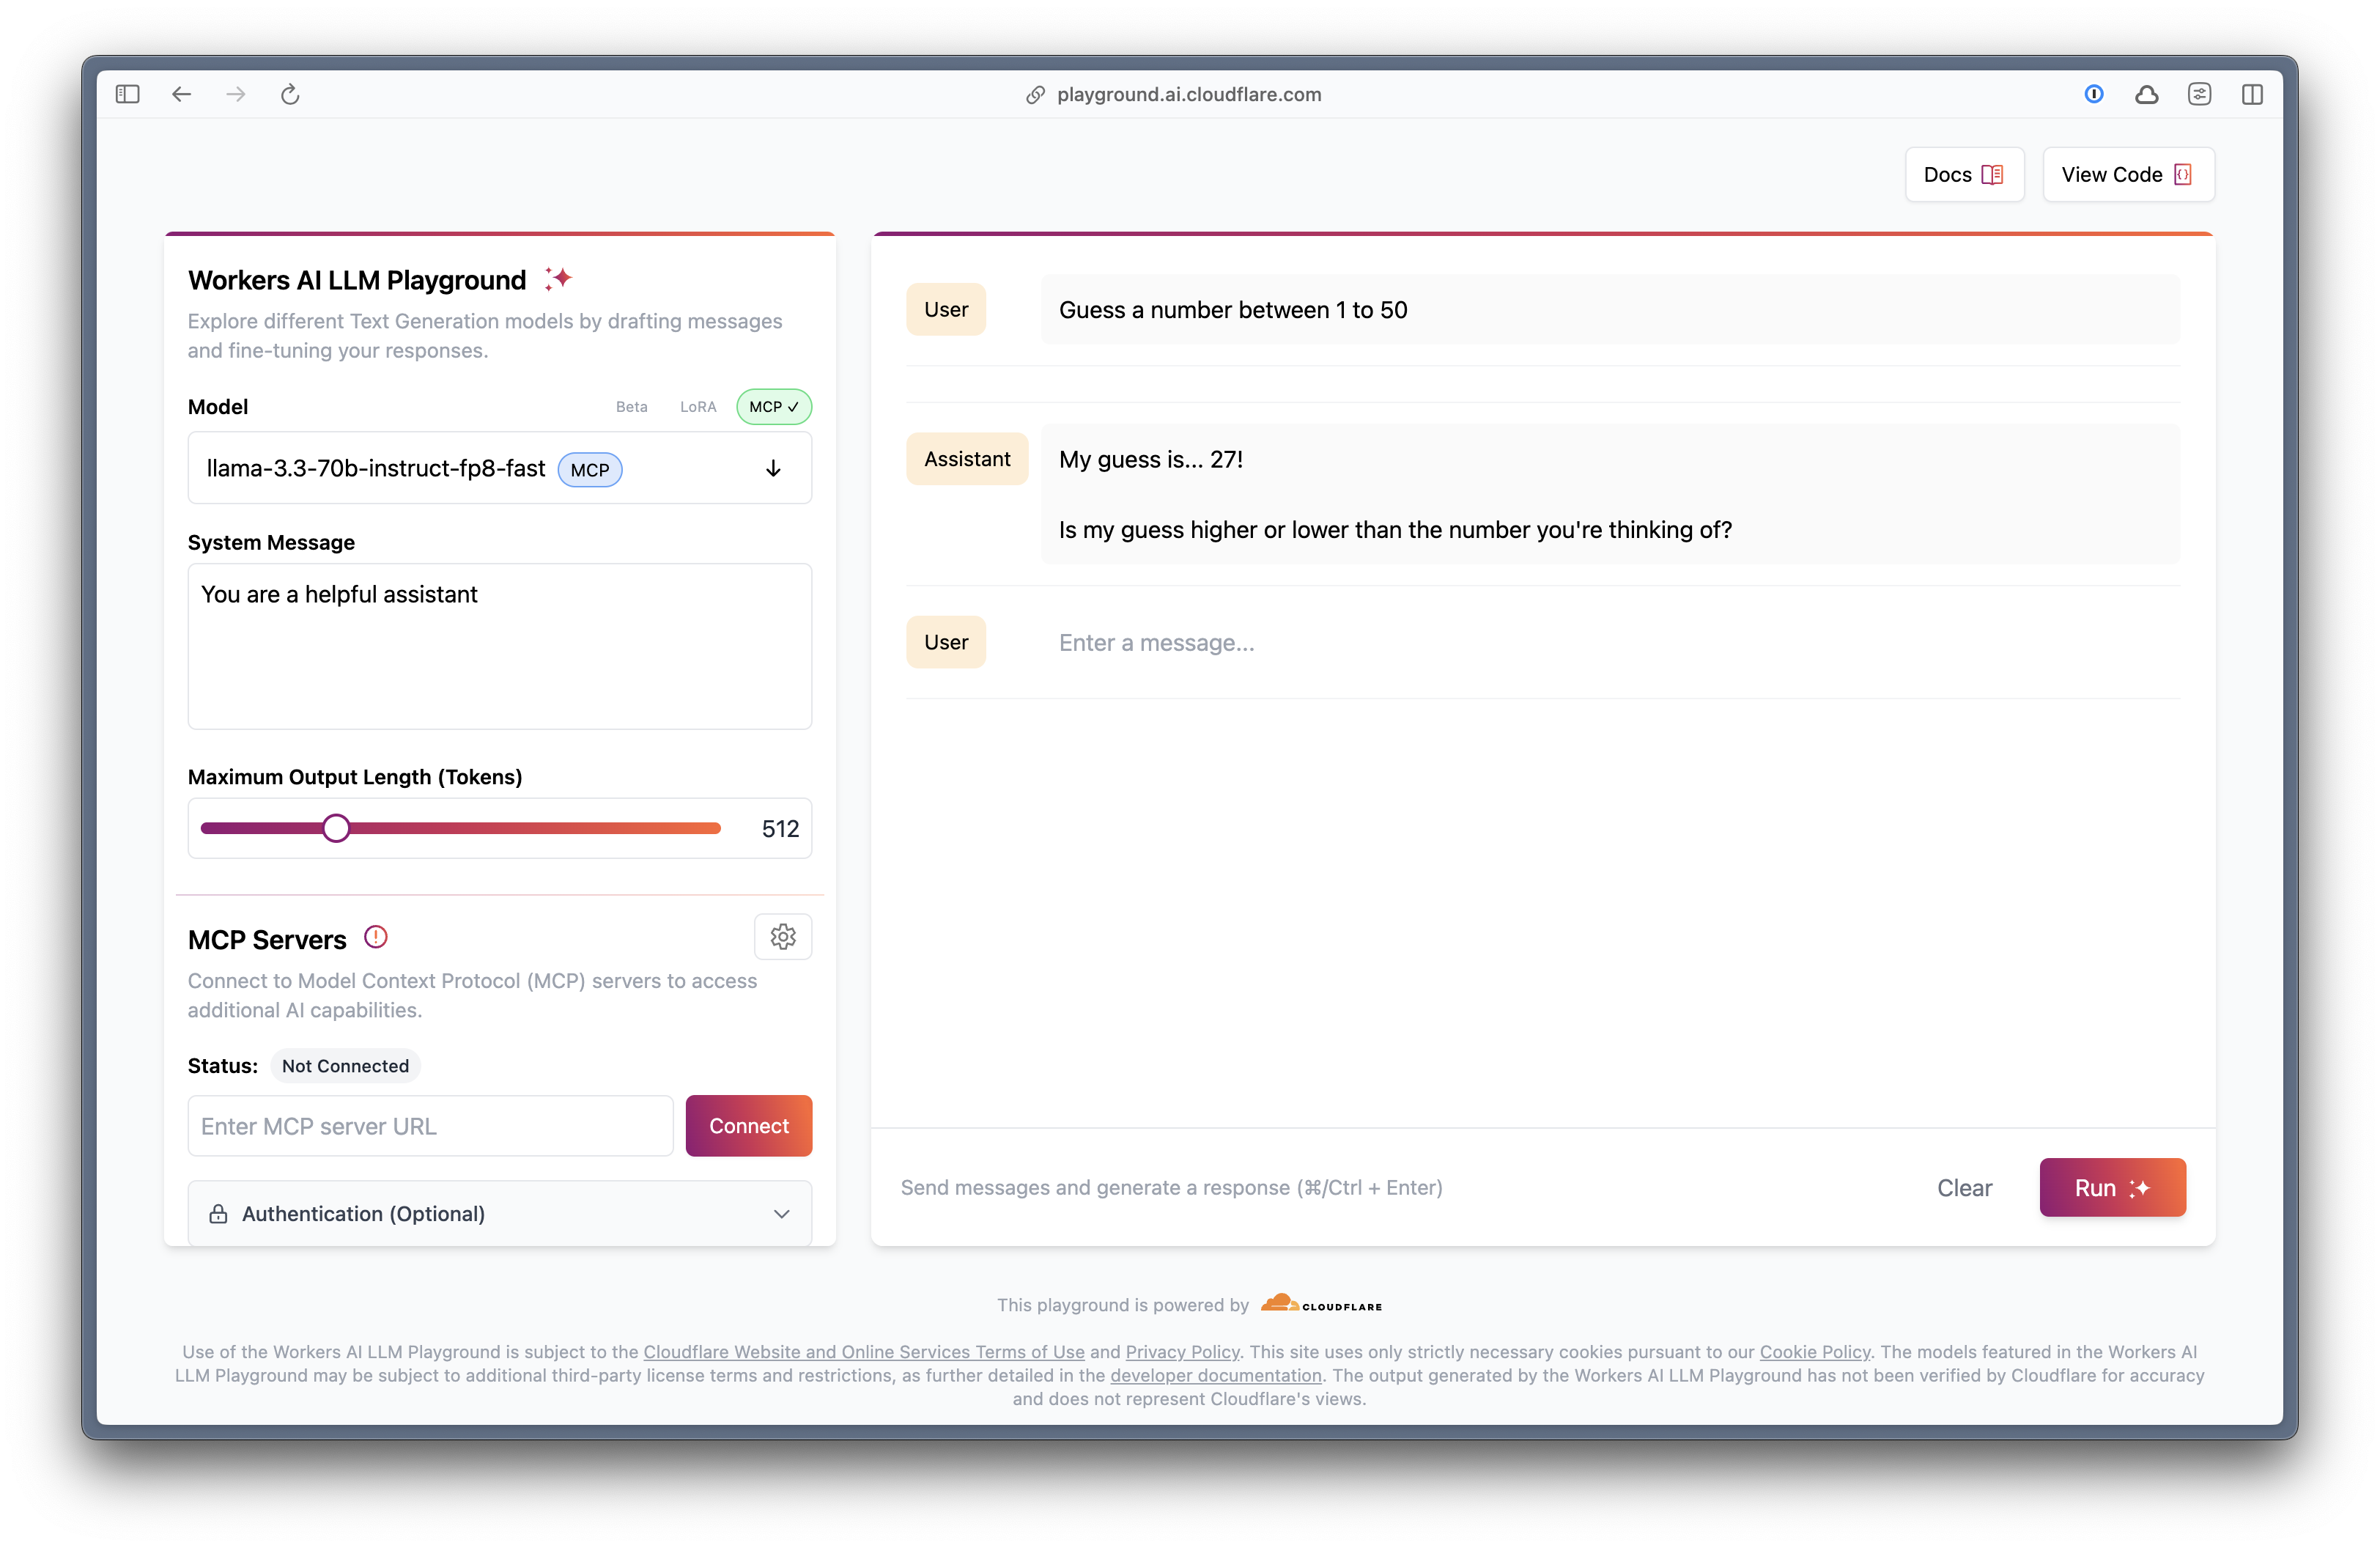 playground.ai.cloudflare.com
Docs
View Code
Workers AI LLM Playground
Explore different Text Generation models by drafting messages
and fine-tuning your responses.
Model
Beta
LoRA
MCP ✓
llama-3.3-70b-instruct-fp8-fast MCP
System Message
You are a helpful assistant
Maximum Output Length (Tokens)
512
MCP Servers
Connect to Model Context Protocol (MCP) servers to access
additional AI capabilities.
Status: Not Connected
Enter MCP server URL
Connect
Authentication (Optional)
User
Guess a number between 1 to 50
Assistant
My guess is... 27!
Is my guess higher or lower than the number you're thinking of?
User
Enter a message...
Send messages and generate a response (⌘/Ctrl + Enter)
Clear
Run
This playground is powered by CLOUDFLARE
Use of the Workers AI LLM Playground is subject to the Cloudflare Website and Online Services Terms of Use and Privacy Policy. This site uses only strictly necessary cookies pursuant to our Cookie Policy. The models featured in the Workers AI
LLM Playground may be subject to additional third-party license terms and restrictions, as further detailed in the developer documentation. The output generated by the Workers AI LLM Playground has not been verified by Cloudflare for accuracy
and does not represent Cloudflare's views.